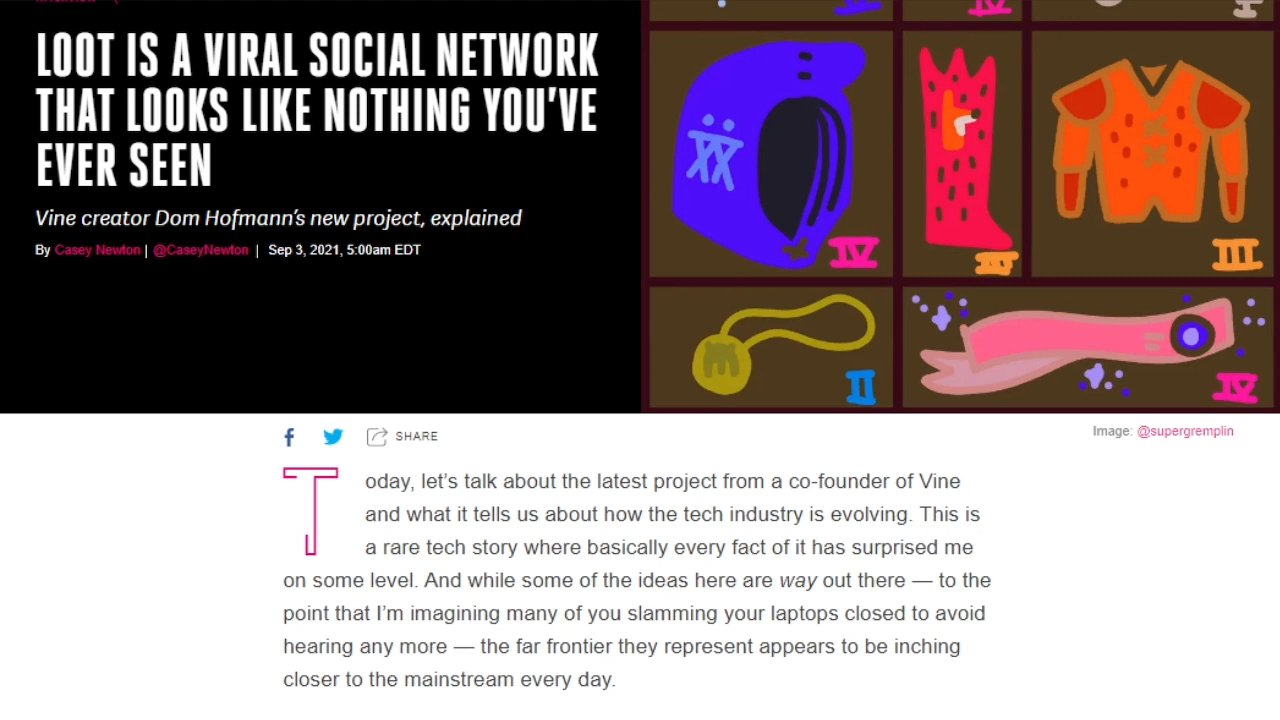 LOOT IS A VIRAL SOCIAL NETWORK
THAT LOOKS LIKE NOTHING YOU'VE
EVER SEEN
Vine creator Dom Hofmann's new project, explained
By Casey Newton | @CaseyNewton | Sep 3, 2021, 5:00am EDT
XX
IV
III
II
IV
SHARE
Image: @supergremplin
Today, let's talk about the latest project from a co-founder of Vine
and what it tells us about how the tech industry is evolving. This is
a rare tech story where basically every fact of it has surprised me
on some level. And while some of the ideas here are way out there — to the
point that I'm imagining many of you slamming your laptops closed to avoid
hearing any more — the far frontier they represent appears to be inching
closer to the mainstream every day.